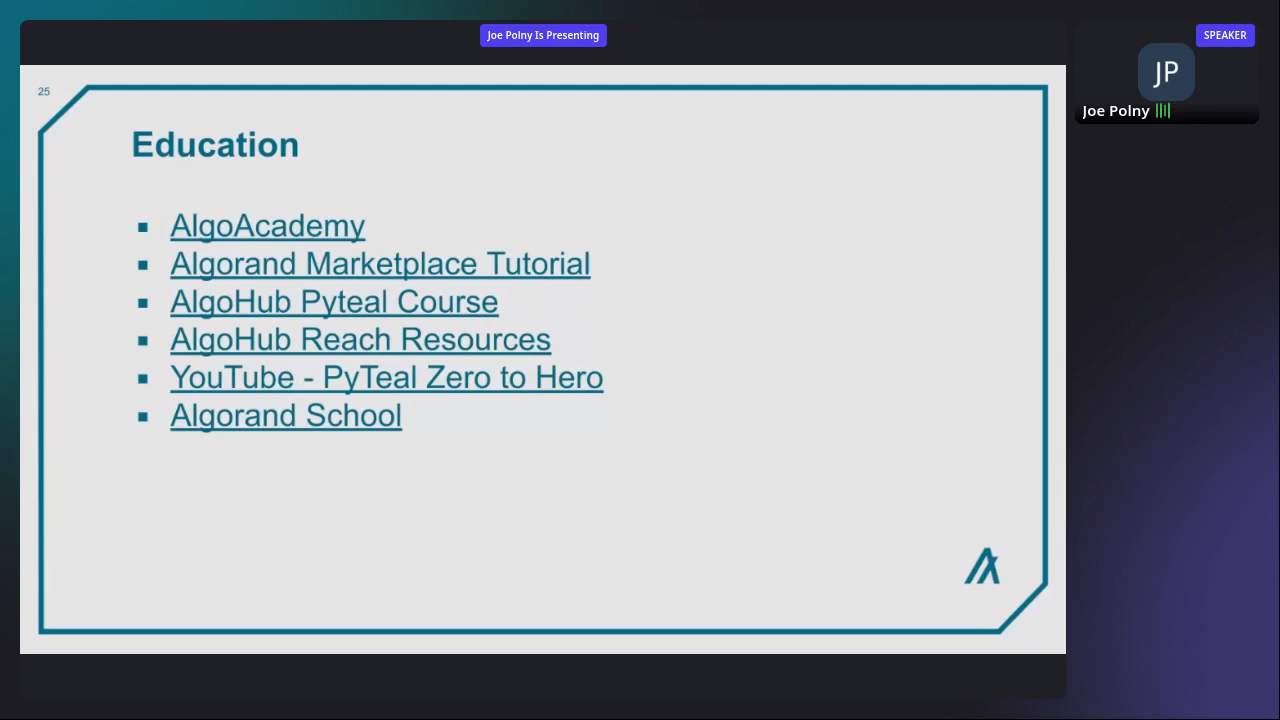 Joe Polny Is Presenting
SPEAKER
JP
Joe Polny
25
Education
AlgoAcademy
Algorand Marketplace Tutorial
AlgoHub Pyteal Course
AlgoHub Reach Resources
YouTube - PyTeal Zero to Hero
Algorand School